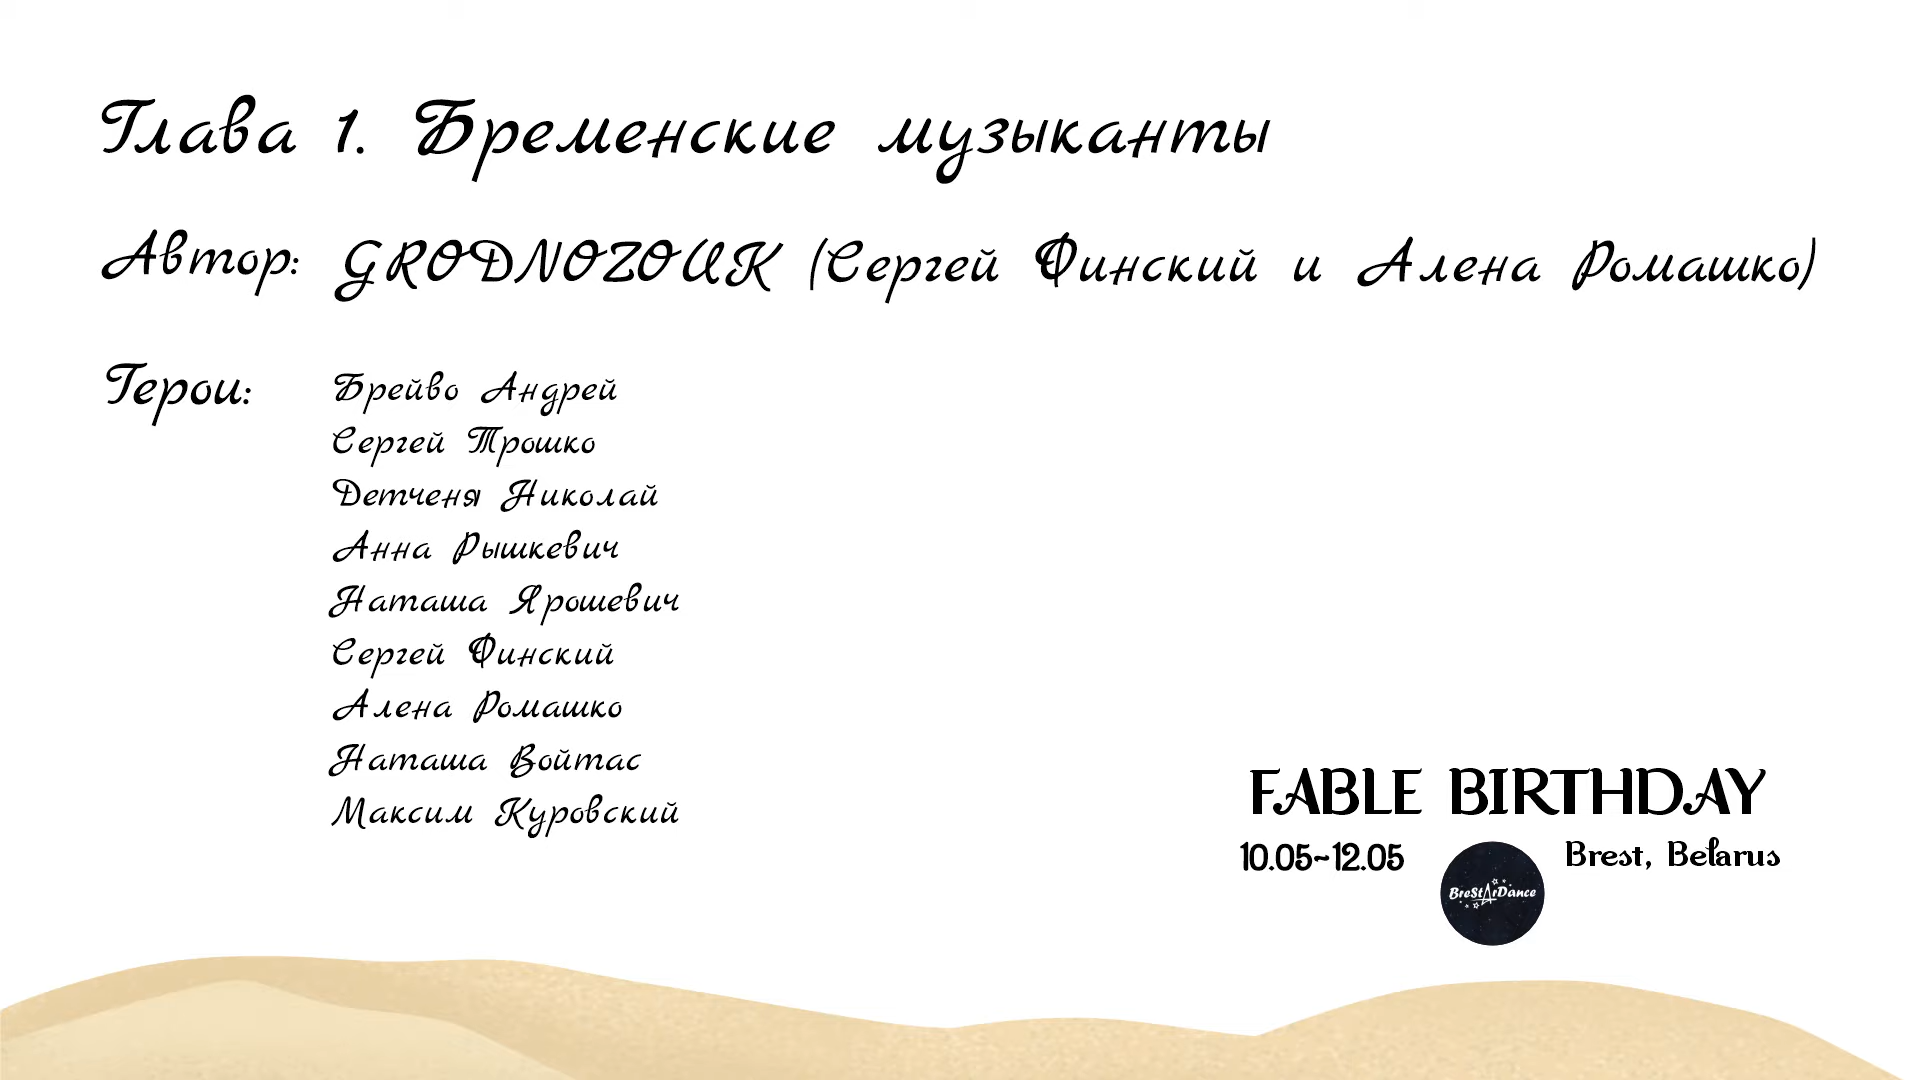 Глава 1. Бременские музыканты
Автор: GRODNOZOUK (Сергей Финский и Алена Ромашко)
Герои:
Брейво Андрей
Сергей Трошко
Детченя Николай
Анна Рышкевич
Наташа Ярошевич
Сергей Финский
Алена Ромашко
Наташа Войтас
Максим Куровский
FABLE BIRTHDAY
10.05~12.05
Brest, Belarus
BreStArDance